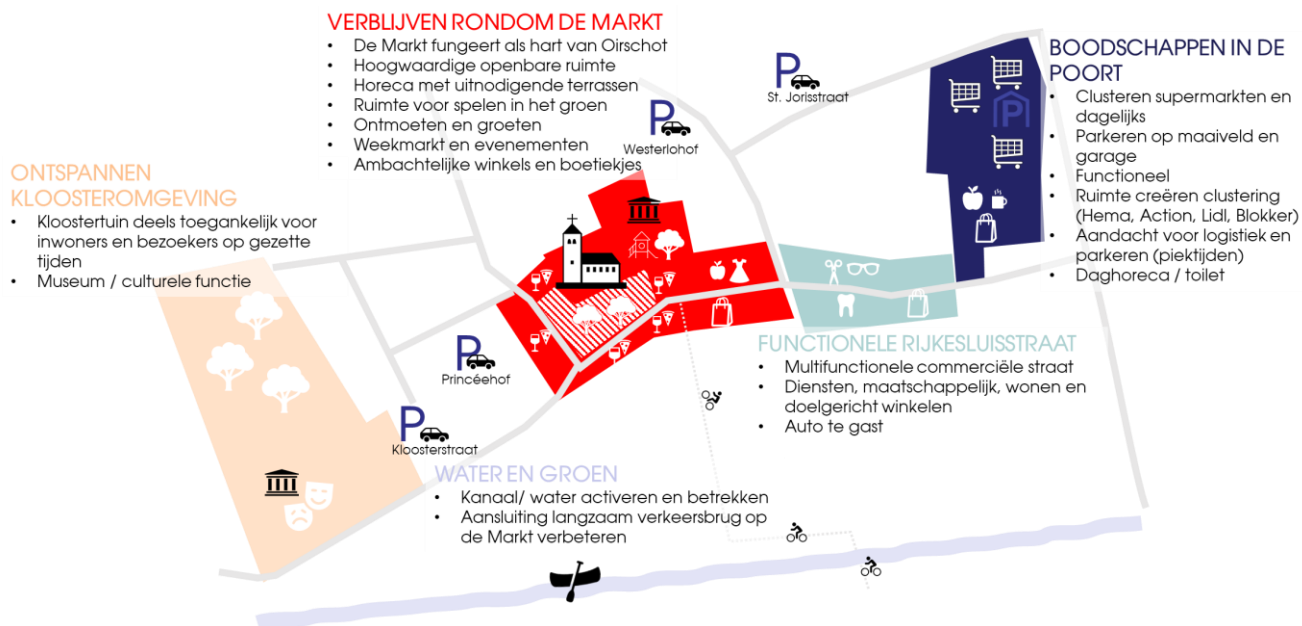 VERBLIJVEN RONDOM DE MARKT
• De Markt fungeert als hart van Oirschot
• Hoogwaardige openbare ruimte
• Horeca met uitnodigende terrassen
• Ruimte voor spelen in het groen
• Ontmoeten en groeten
• Weekmarkt en evenementen
• Ambachtelijke winkels en boetiekjes
P
St. Jorisstraat
P
Westerlohof
BOODSCHAPPEN IN DE
POORT
• Clusteren supermarkten en
dagelijks
• Parkeren op maaiveld en
garage
• Functioneel
• Ruimte creëren clustering
(Hema, Action, Lidl, Blokker)
• Aandacht voor logistiek en
parkeren (piektijden)
• Daghoreca / toilet
P
ONTSPANNEN
KLOOSTEROMGEVING
• Kloostertuin deels toegankelijk voor
inwoners en bezoekers op gezette
tijden
• Museum / culturele functie
P
Princéehof
P
Kloosterstraat
FUNCTIONELE RIJKESLUISSTRAAT
• Multifunctionele commerciële straat
• Diensten, maatschappelijk, wonen en
doelgericht winkelen
• Auto te gast
WATER EN GROEN
• Kanaal/ water activeren en betrekken
• Aansluiting langzaam verkeersbrug op
de Markt verbeteren